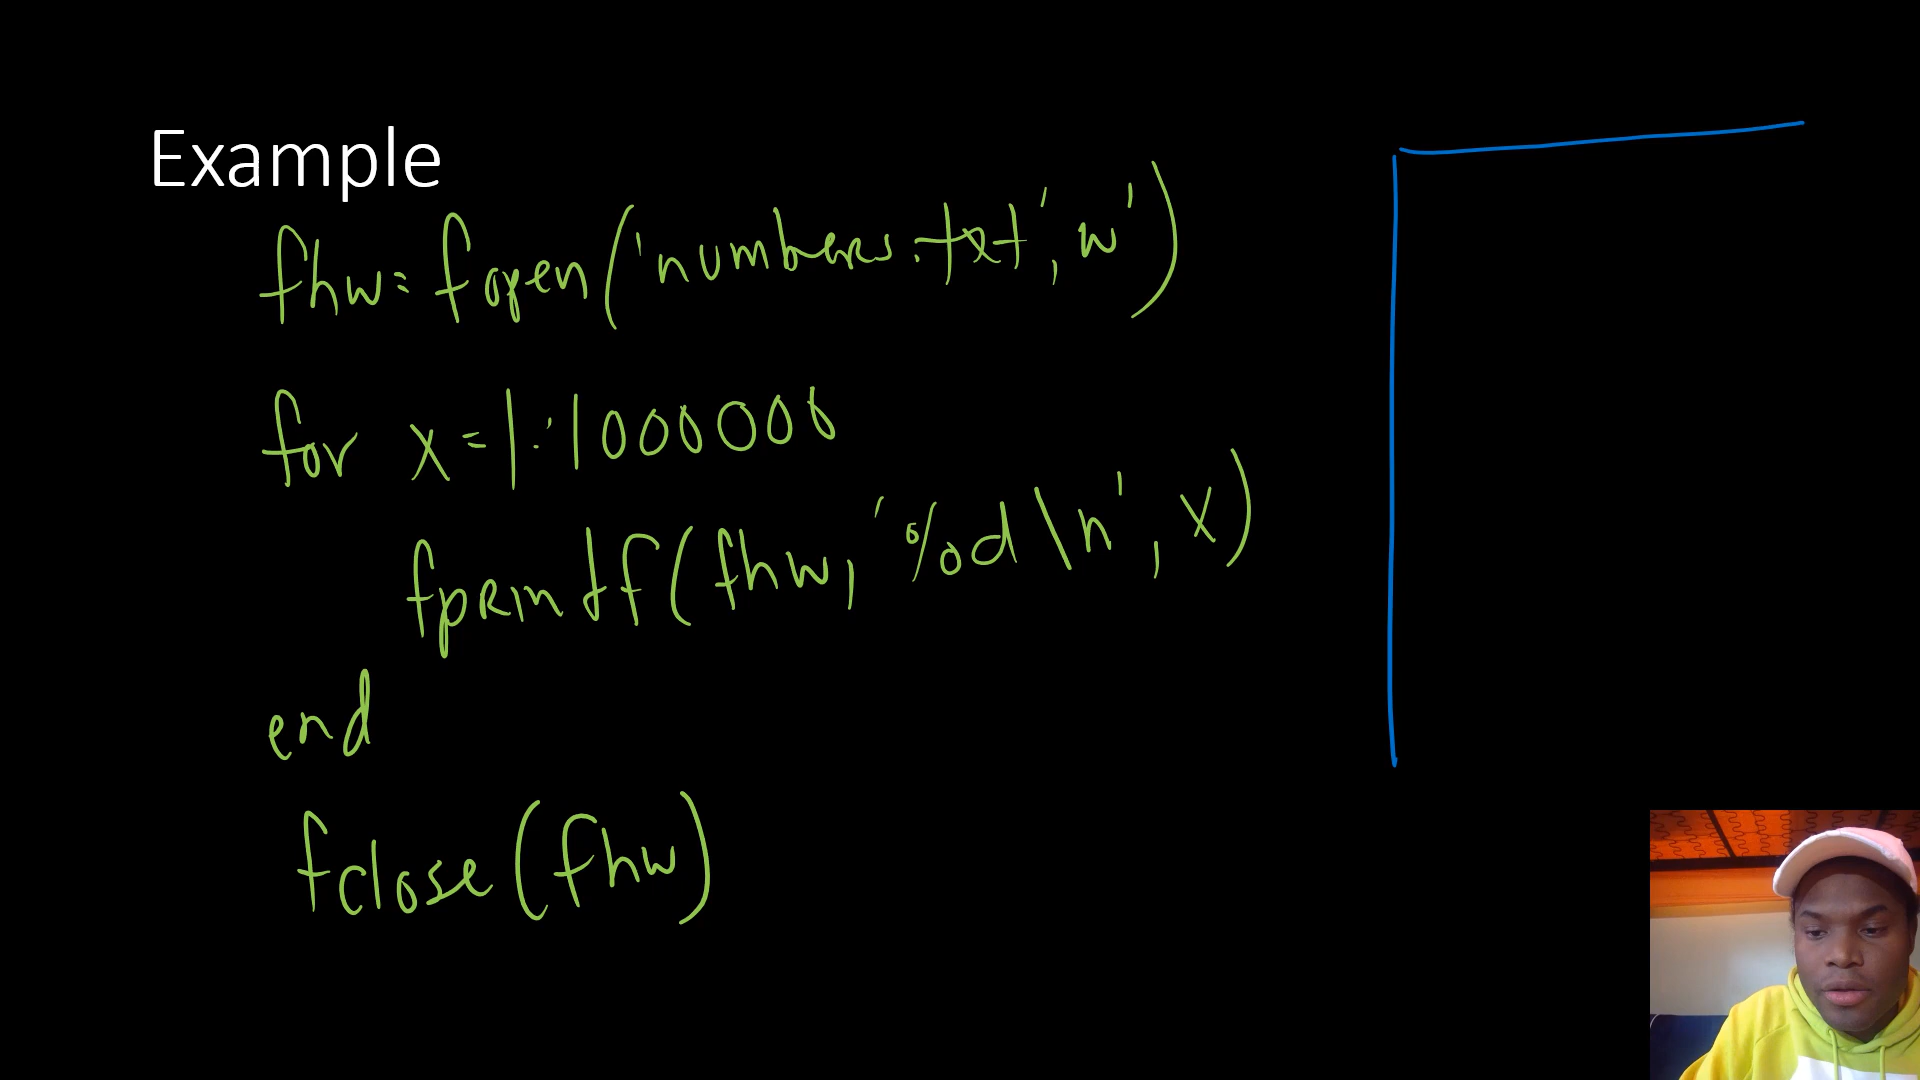 Example
fhw=fopen('numbers.txt',w')
for x=1:1000000
fprintf(fhw,'%d\n',x)
end
fclose(fhw)